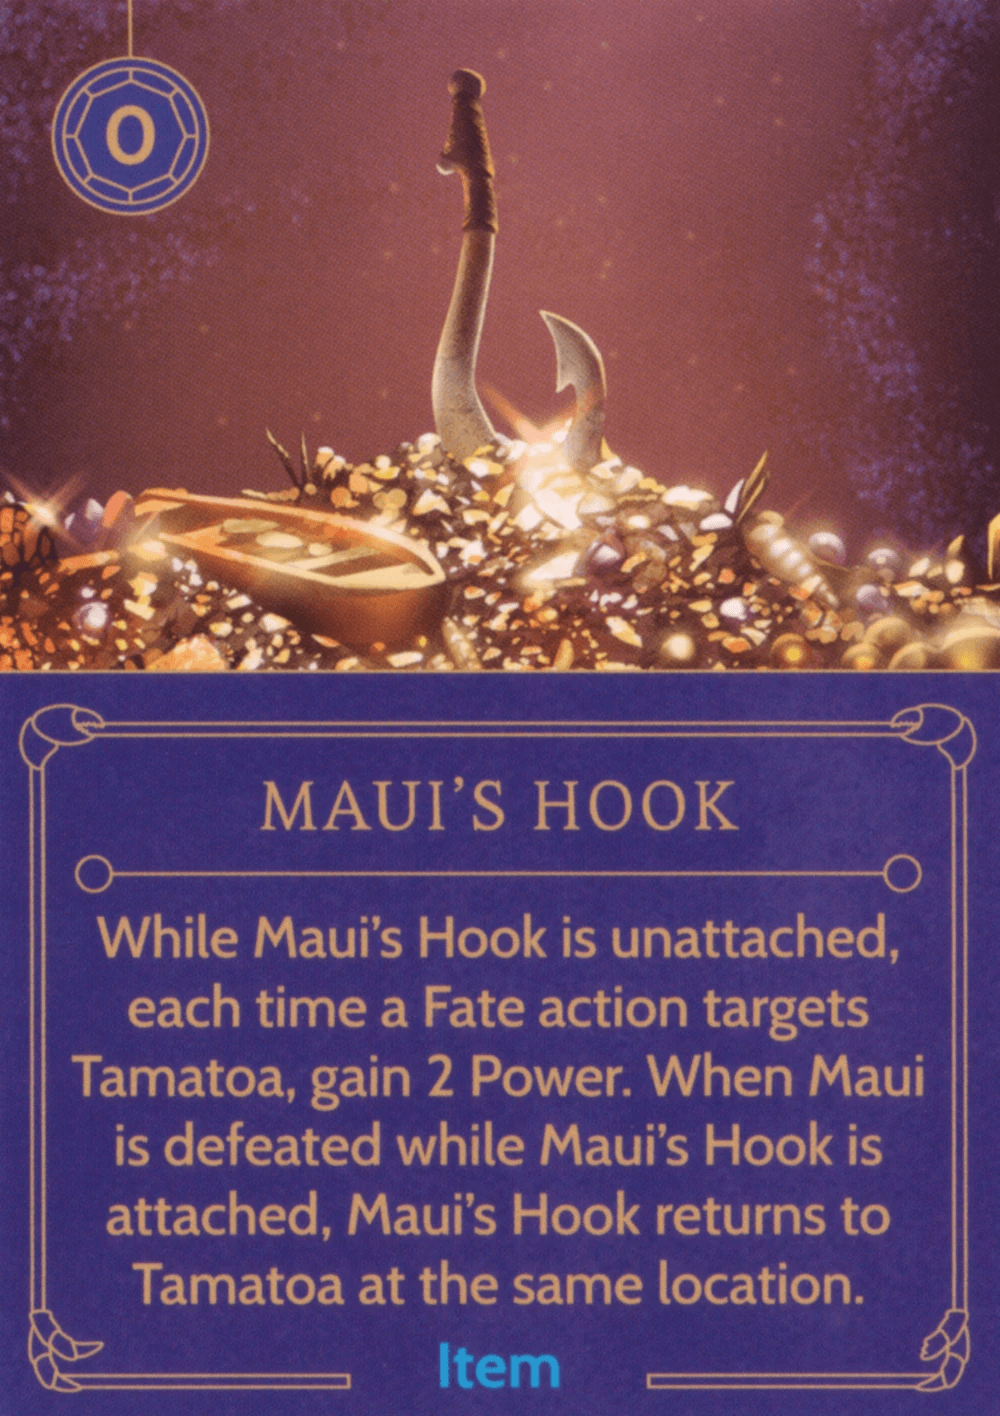 0
MAUI’S HOOK
While Maui’s Hook is unattached,
each time a Fate action targets
Tamatoa, gain 2 Power. When Maui
is defeated while Maui’s Hook is
attached, Maui’s Hook returns to
Tamatoa at the same location.
Item